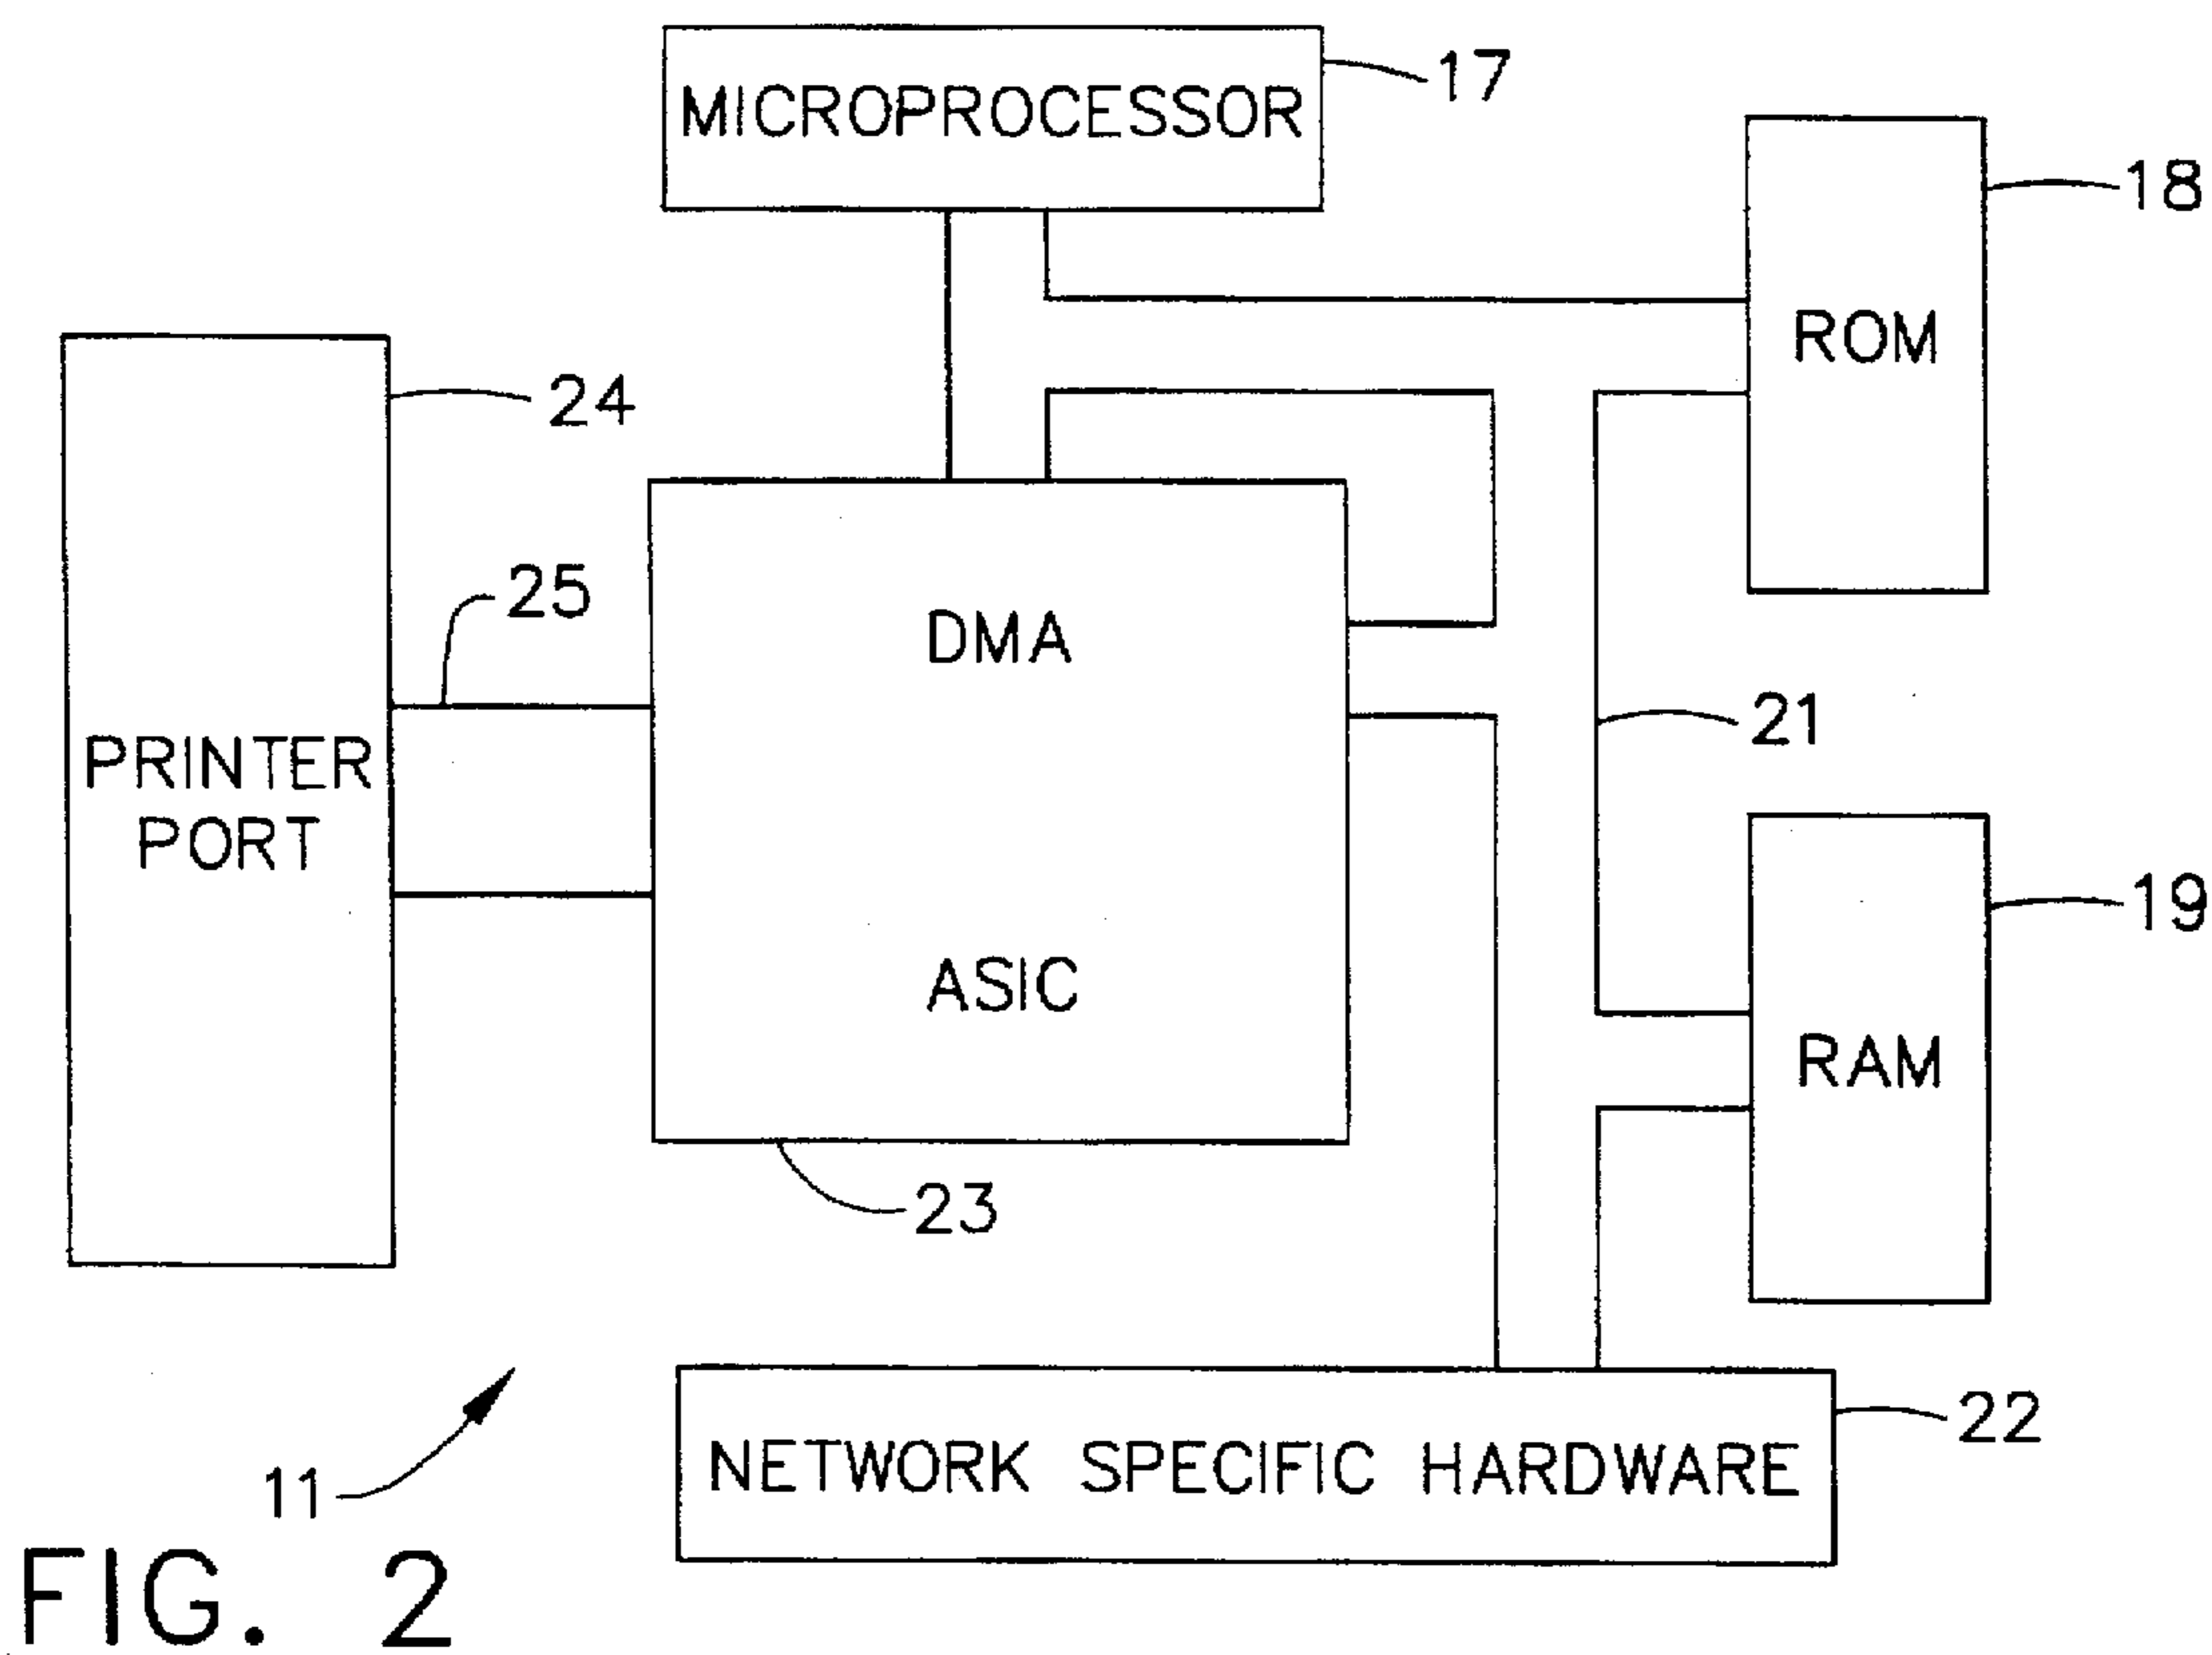 MICROPROCESSOR
17
18
ROM
24
25
DMA
21
PRINTER
PORT
19
ASIC
RAM
23
22
NETWORK SPECIFIC HARDWARE
11
FIG. 2